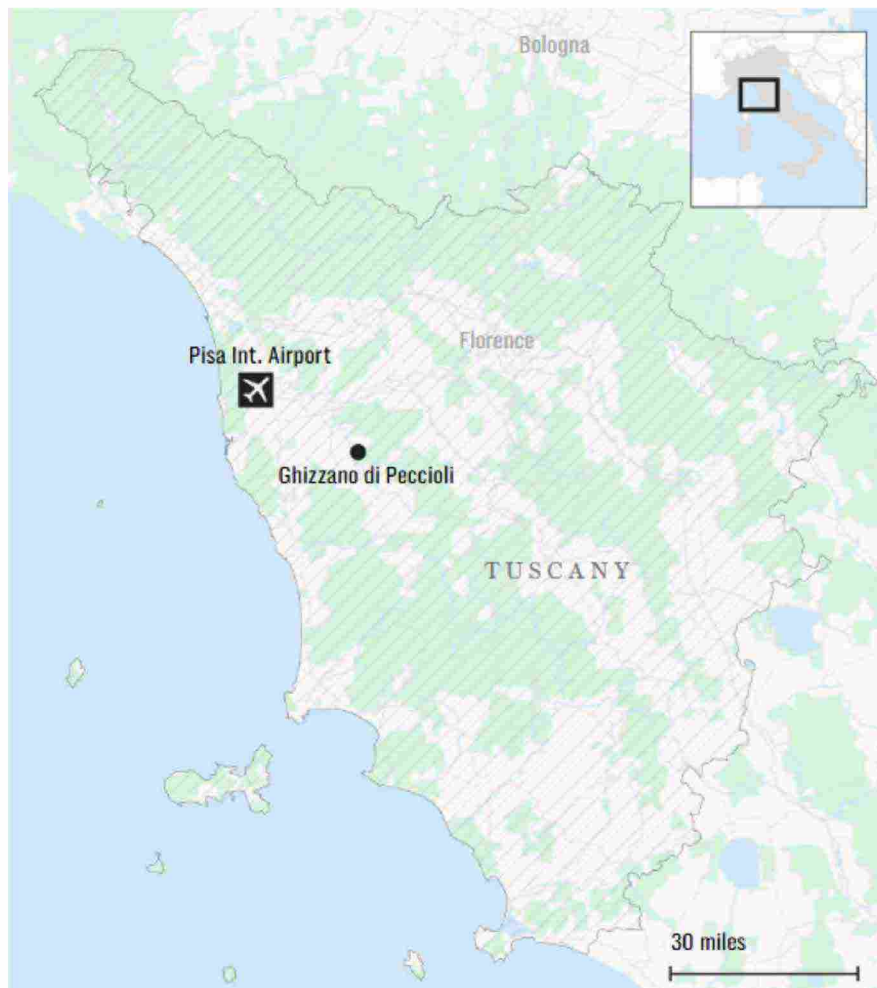 Bologna
Florence
Pisa Int. Airport
Ghizzano di Peccioli
TUSCANY
30 miles